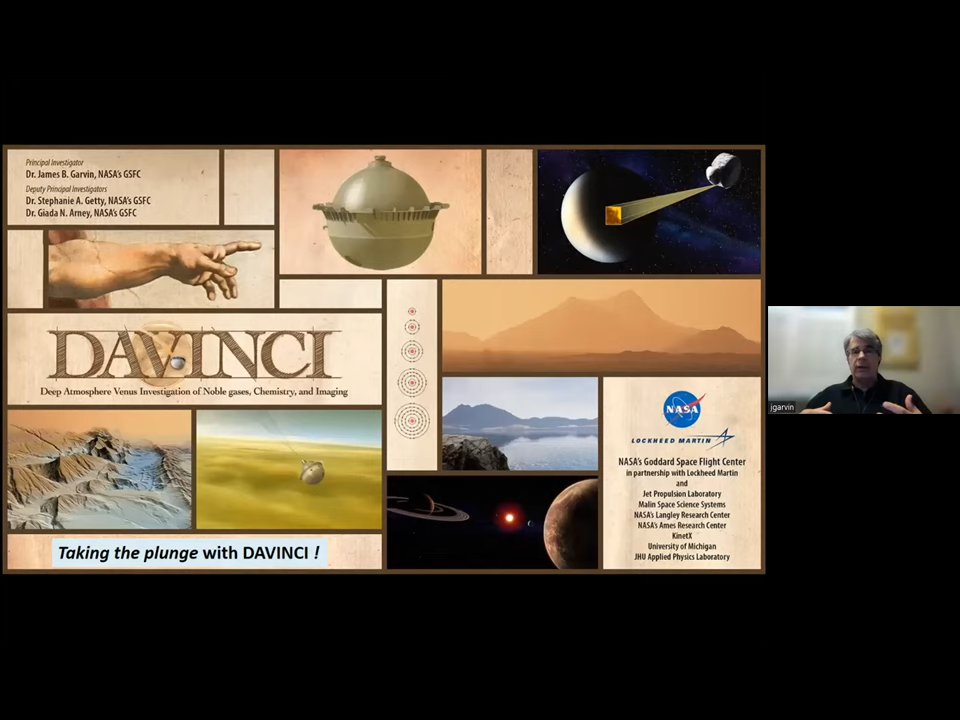 Principal Investigator
Dr. James B. Garvin, NASA's GSFC
Deputy Principal Investigators
Dr. Stephanie A. Getty, NASA's GSFC
Dr. Giada N. Arney, NASA's GSFC
DAVINCI
Deep Atmosphere Venus Investigation of Noble gases, Chemistry, and Imaging
Taking the plunge with DAVINCI !
NASA
LOCKHEED MARTIN
NASA's Goddard Space Flight Center
in partnership with Lockheed Martin
and
Jet Propulsion Laboratory
Malin Space Science Systems
NASA's Langley Research Center
NASA's Ames Research Center
KinetX
University of Michigan
JHU Applied Physics Laboratory
jgarvin